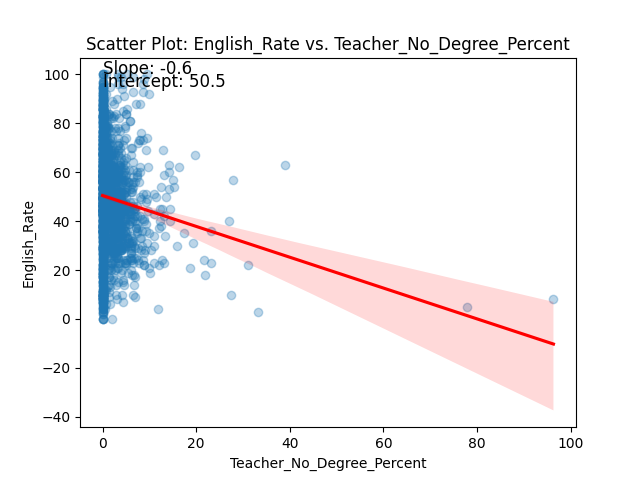 Scatter Plot: English_Rate vs. Teacher_No_Degree_Percent
Slope: -0.6
Intercept: 50.5
100
80
60
40
20
0
−20
−40
English_Rate
0
20
40
60
80
100
Teacher_No_Degree_Percent